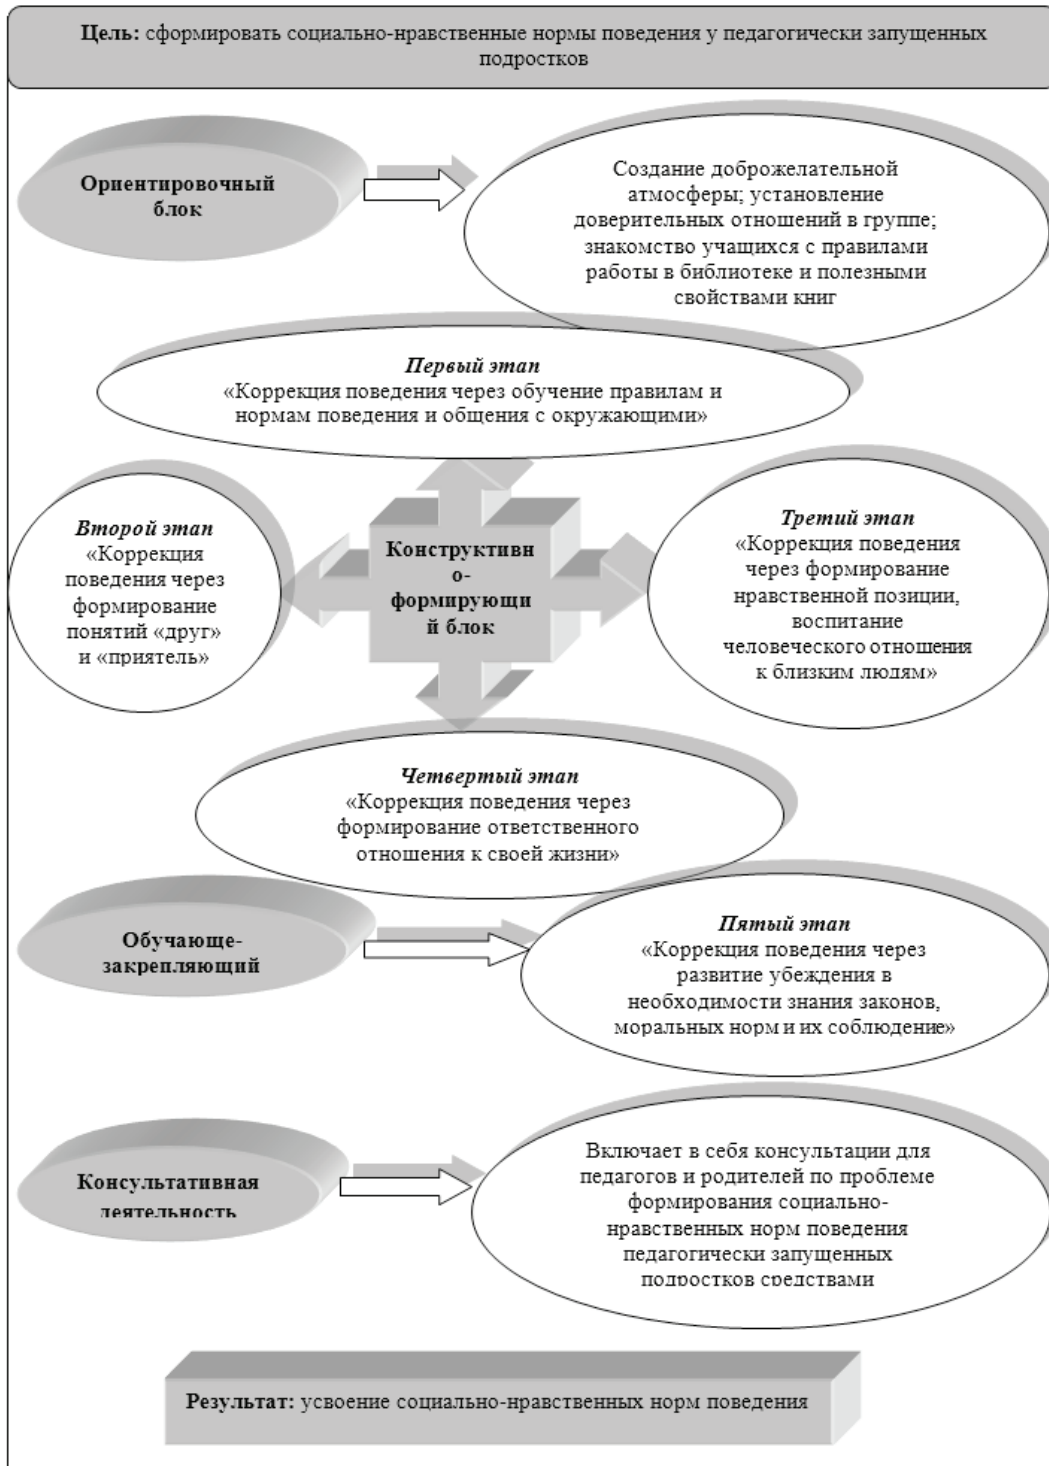 Цель: сформировать социально-нравственные нормы поведения у педагогически запущенных
подростков
Ориентировочный
блок
Создание доброжелательной
атмосферы; установление
доверительных отношений в группе;
знакомство учащихся с правилами
работы в библиотеке и полезными
свойствами книг
Первый этап
«Коррекция поведения через обучение правилам и
нормам поведения и общения с окружающими»
Второй этап
«Коррекция
поведения через
формирование
понятий «друг»
и «приятель»
Конструктивн
о-
формирующи
й блок
Третий этап
«Коррекция поведения
через формирование
нравственной позиции,
воспитание
человеческого отношения
к близким людям»
Четвертый этап
«Коррекция поведения через
формирование ответственного
отношения к своей жизни»
Обучающе-
закрепляющий
Пятый этап
«Коррекция поведения через
развитие убеждения в
необходимости знания законов,
моральных норм и их соблюдение»
Консультативная
деятельность
Включает в себя консультации для
педагогов и родителей по проблеме
формирования социально-
нравственных норм поведения
педагогически запущенных
подростков средствами
Результат: усвоение социально-нравственных норм поведения